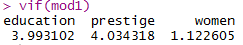 > vif(mod1)
education prestige women
3.993102 4.034318 1.122605